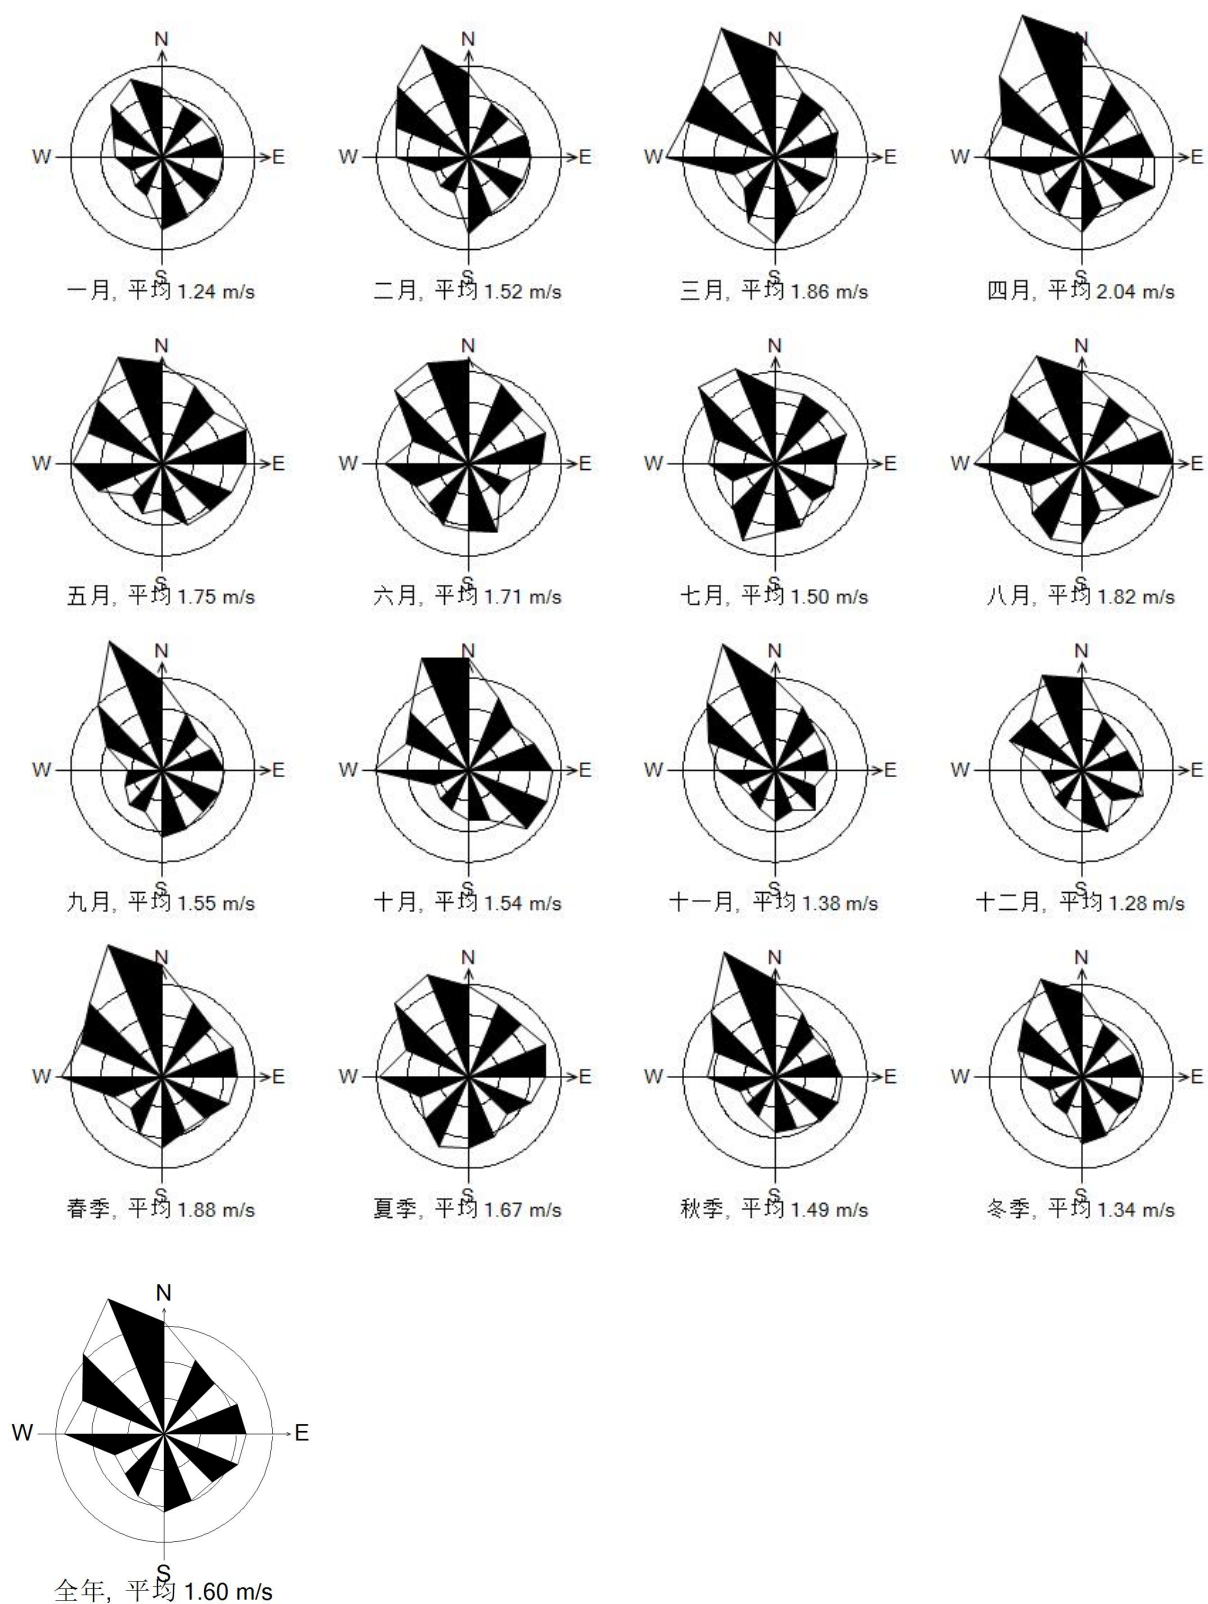 N N N N
W E W E W E W E
S S S S
一月, 平均 1.24 m/s 二月, 平均 1.52 m/s 三月, 平均 1.86 m/s 四月, 平均 2.04 m/s
N N N N
W E W E W E W E
S S S S
五月, 平均 1.75 m/s 六月, 平均 1.71 m/s 七月, 平均 1.50 m/s 八月, 平均 1.82 m/s
N N N N
W E W E W E W E
S S S S
九月, 平均 1.55 m/s 十月, 平均 1.54 m/s 十一月, 平均 1.38 m/s 十二月, 平均 1.28 m/s
N N N N
W E W E W E W E
S S S S
春季, 平均 1.88 m/s 夏季, 平均 1.67 m/s 秋季, 平均 1.49 m/s 冬季, 平均 1.34 m/s
N
W E
S
全年, 平均 1.60 m/s